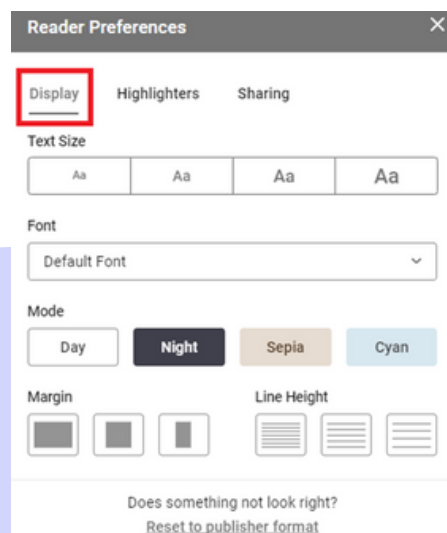 Reader Preferences
Display Highlighters Sharing
Text Size
Aa Aa Aa Aa
Font
Default Font
Mode
Day Night Sepia Cyan
Margin Line Height
Does something not look right?
Reset to publisher format